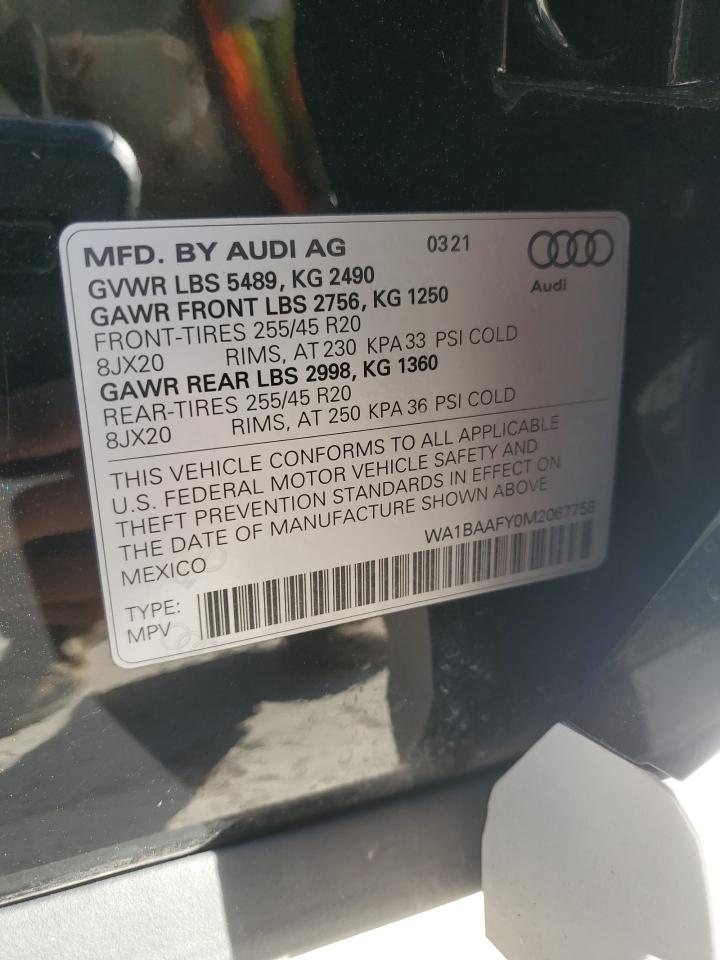 MFD. BY AUDI AG 0321
GVWR LBS 5489, KG 2490
Audi
GAWR FRONT LBS 2756, KG 1250
FRONT-TIRES 255/45 R20
8JX20 RIMS, AT 230 KPA 33 PSI COLD
GAWR REAR LBS 2998, KG 1360
REAR-TIRES 255/45 R20
8JX20 RIMS, AT 250 KPA 36 PSI COLD
THIS VEHICLE CONFORMS TO ALL APPLICABLE
U.S. FEDERAL MOTOR VEHICLE SAFETY AND
THEFT PREVENTION STANDARDS IN EFFECT ON
THE DATE OF MANUFACTURE SHOWN ABOVE.
MEXICO WA1BAAFY0M2067758
TYPE:
MPV